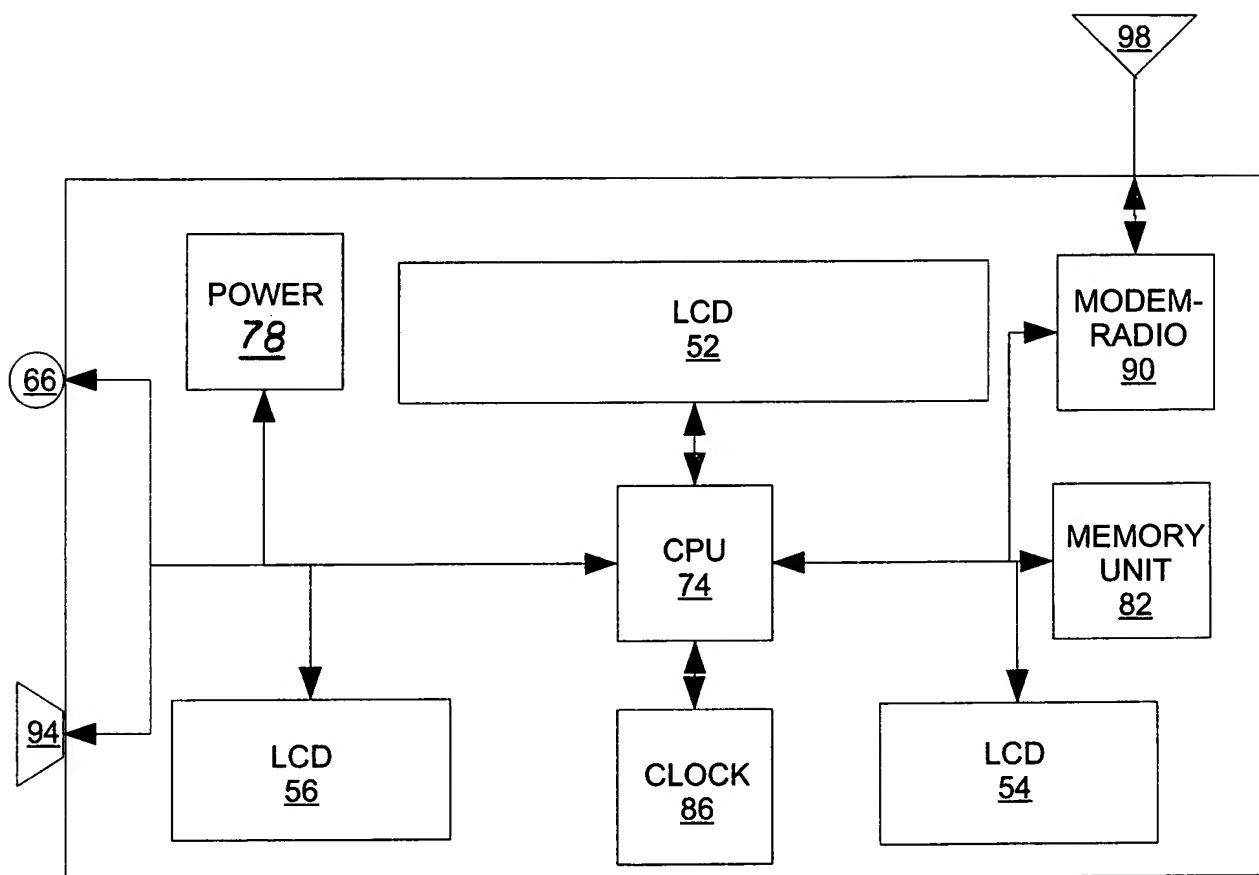 98
POWER
78
LCD
52
MODEM-
RADIO
90
66
CPU
74
MEMORY
UNIT
82
94
LCD
56
CLOCK
86
LCD
54